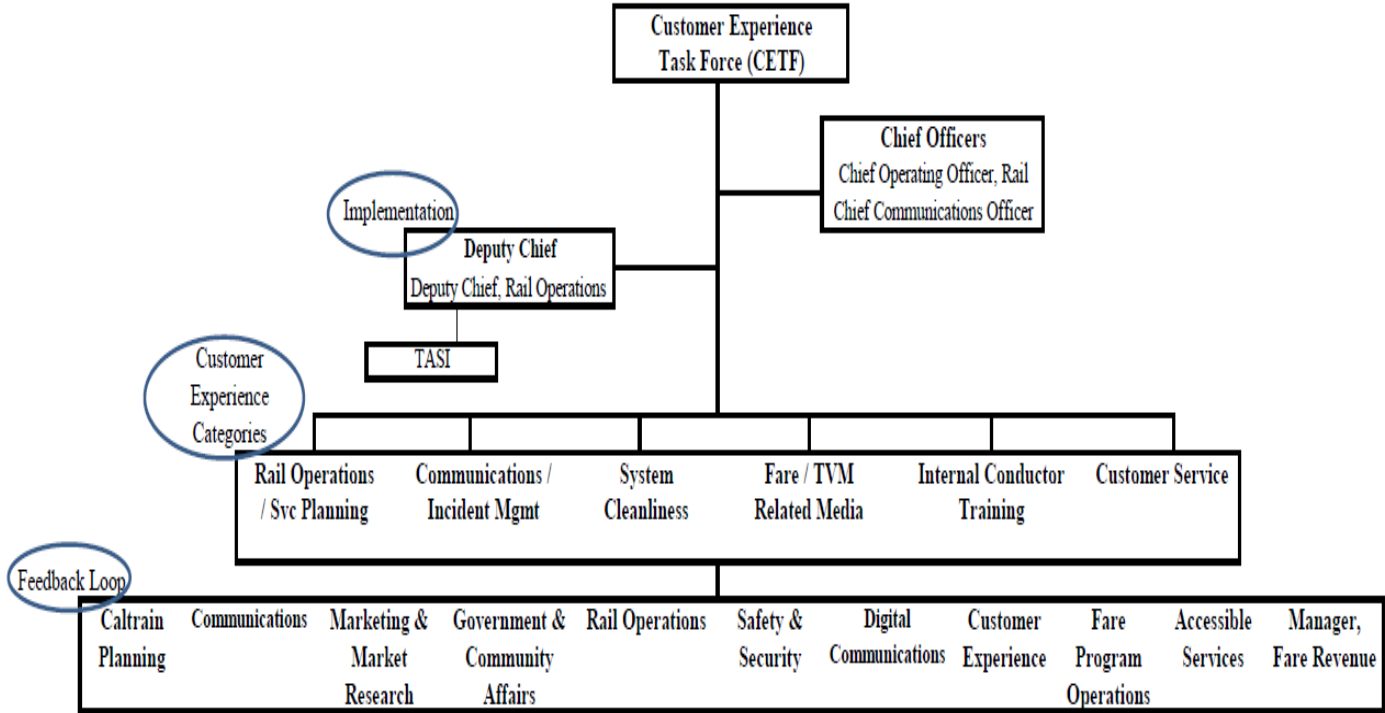 Customer Experience
Task Force (CETF)
Chief Officers
Chief Operating Officer, Rail
Chief Communications Officer
Implementation
Deputy Chief
Deputy Chief, Rail Operations
TASI
Customer
Experience
Categories
Rail Operations
/ Svc Planning
Communications /
Incident Mgmt
System
Cleanliness
Fare / TVM
Related Media
Internal Conductor
Training
Customer Service
Feedback Loop
Caltrain
Planning
Communications
Marketing &
Market
Research
Government &
Community
Affairs
Rail Operations
Safety &
Security
Digital
Communications
Customer
Experience
Fare
Program
Operations
Accessible
Services
Manager,
Fare Revenue